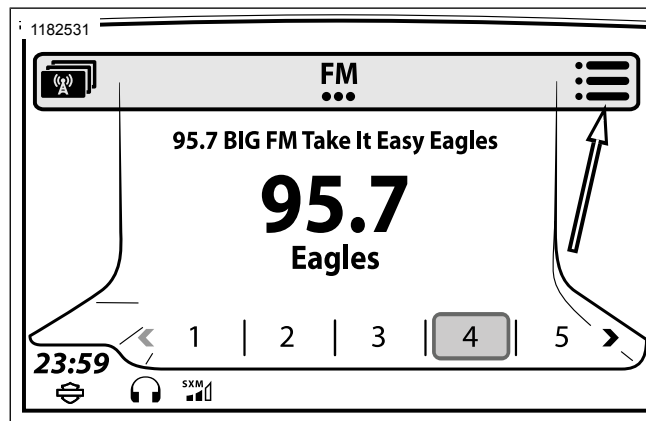 1182531
FM
95.7 BIG FM Take It Easy Eagles
95.7
Eagles
1 2 3 4 5
23:59
SXM